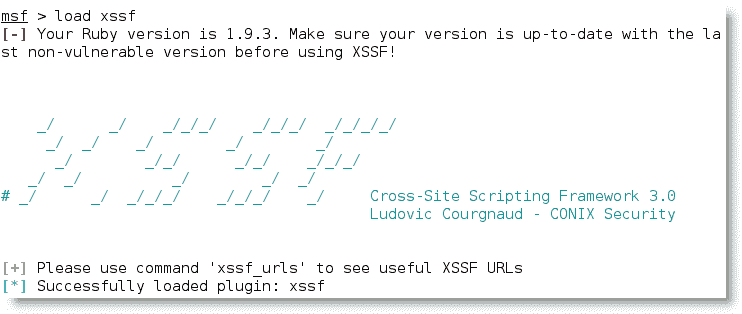 msf > load xssf
[-] Your Ruby version is 1.9.3. Make sure your version is up-to-date with the la
st non-vulnerable version before using XSSF!
    _/      _/    _/_/_/    _/_/_/  _/_/_/_/
     _/  _/    _/        _/        _/
      _/        _/_/      _/_/    _/_/_/
   _/  _/          _/        _/  _/
# _/      _/  _/_/_/    _/_/_/    _/     Cross-Site Scripting Framework 3.0
                                         Ludovic Courgnaud - CONIX Security
[+] Please use command 'xssf_urls' to see useful XSSF URLs
[*] Successfully loaded plugin: xssf